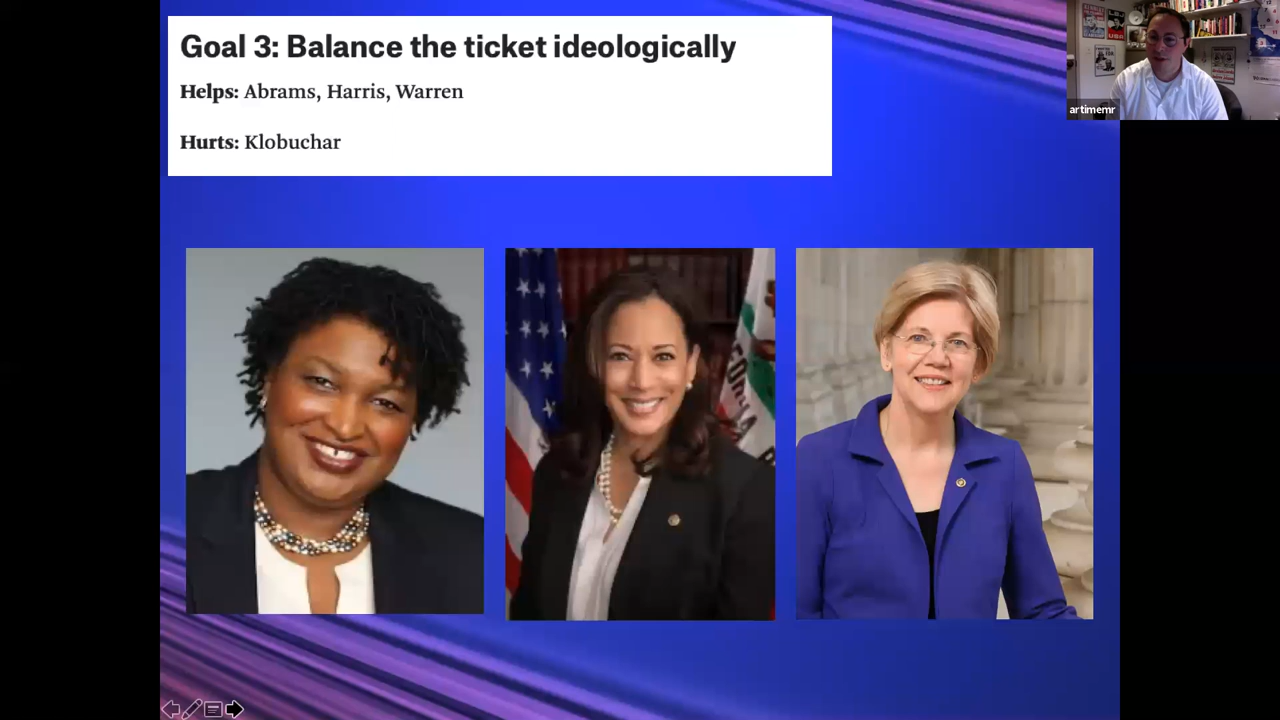 Goal 3: Balance the ticket ideologically
Helps: Abrams, Harris, Warren
Hurts: Klobuchar
artimemr